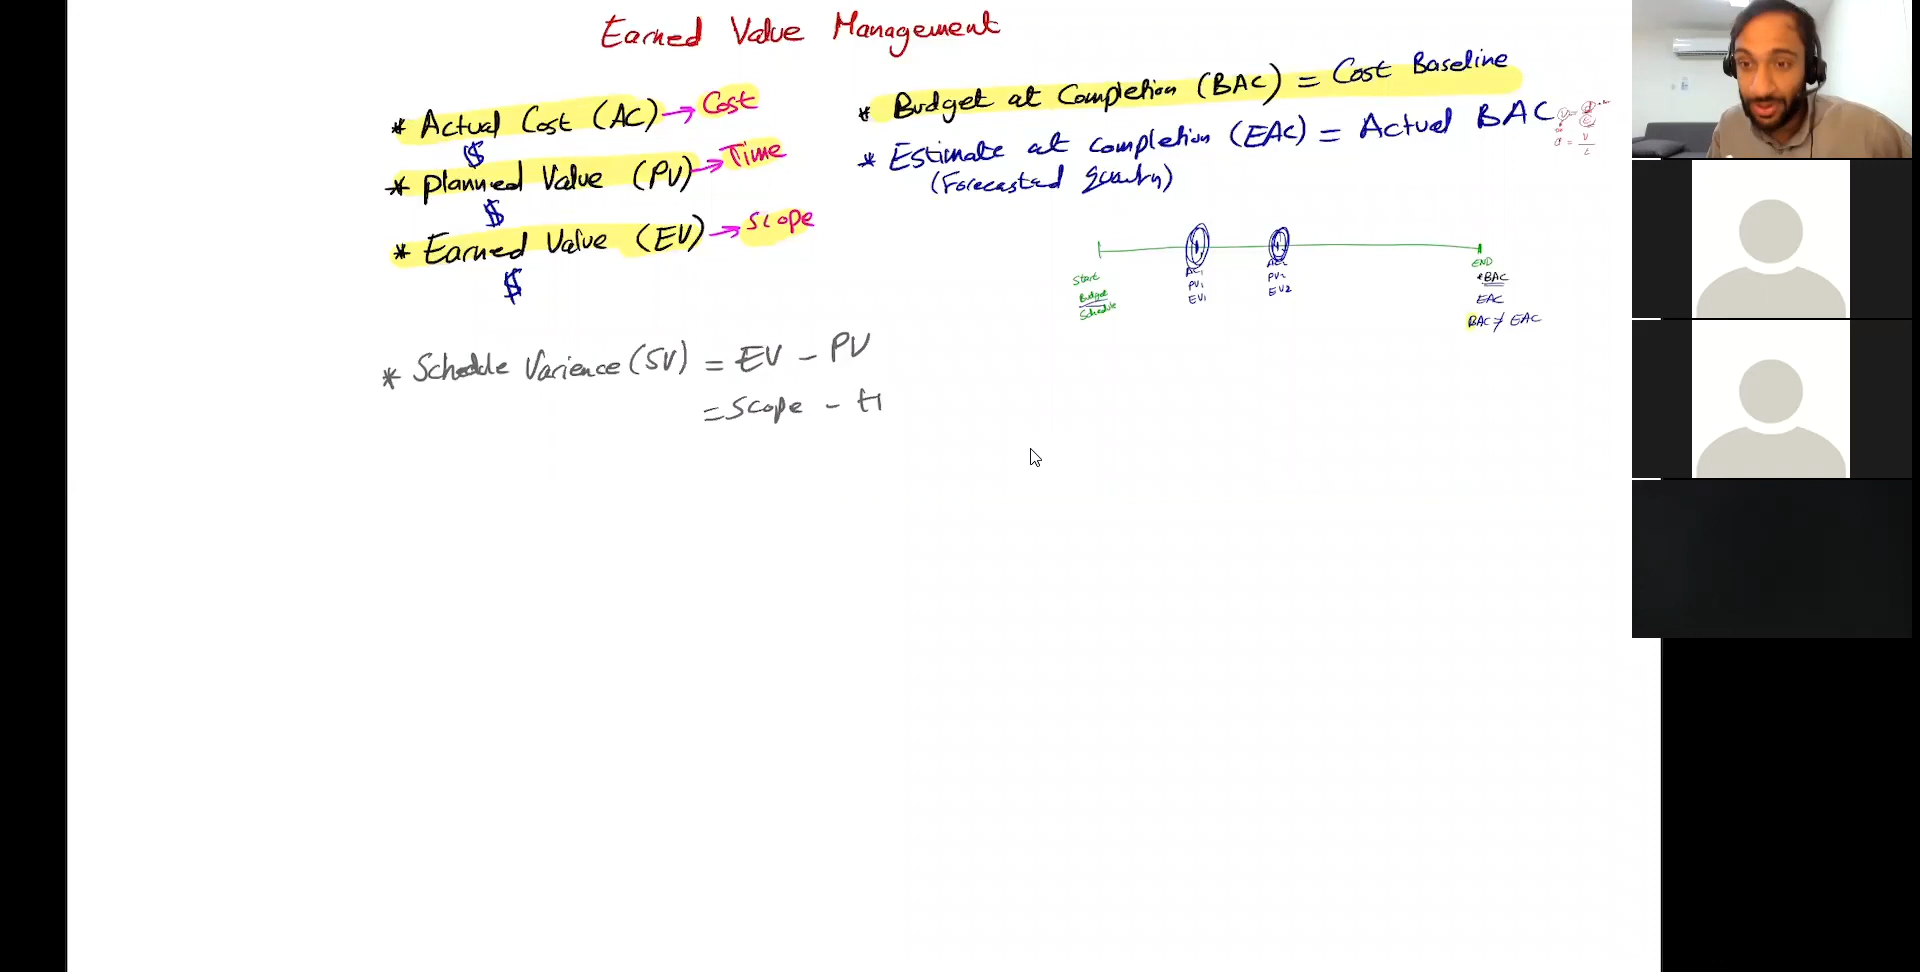 Earned Value Management
* Actual Cost (AC) → Cost
$
* Planned Value (PV) → Time
$
* Earned Value (EV) → Scope
$
* Budget at Completion (BAC) = Cost Baseline
* Estimate at completion (EAC) = Actual BAC
(Forecasted
Start
Budget
Schedule
AC1
PV1
EV1
AC2
PV2
EV2
END
*BAC
EAC
BAC ≠ EAC
* Schedule Varience (SV) = EV - PV
= Scope - ti